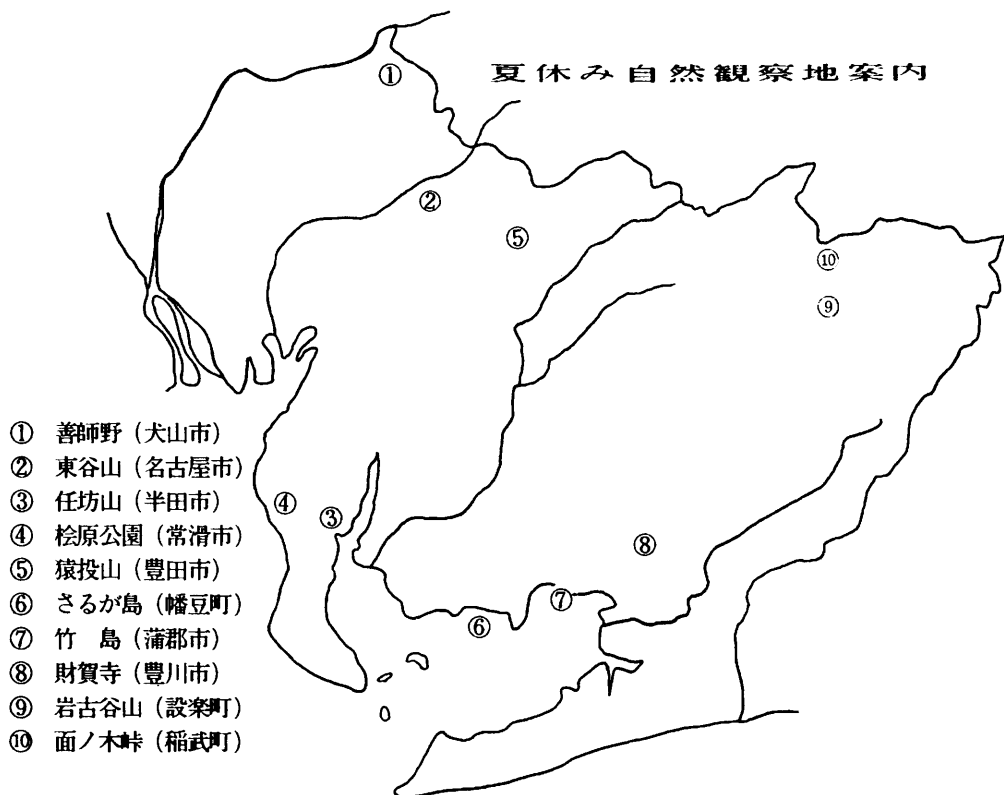 夏休み自然観察地案内
① 善師野（犬山市）
② 東谷山（名古屋市）
③ 任坊山（半田市）
④ 桧原公園（常滑市）
⑤ 猿投山（豊田市）
⑥ さるが島（幡豆町）
⑦ 竹　島（蒲郡市）
⑧ 財賀寺（豊川市）
⑨ 岩古谷山（設楽町）
⑩ 面ノ木峠（稲武町）
①
②
⑤
⑩
⑨
④
③
⑧
⑦
⑥